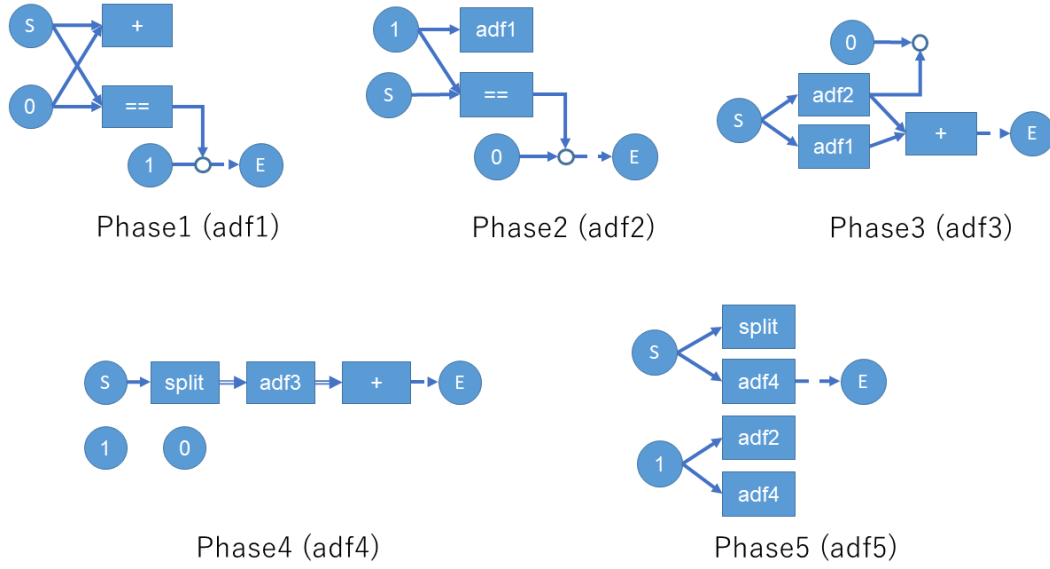 S
+
0
==
1
E
Phase1 (adf1)
1
adf1
S
==
0
E
Phase2 (adf2)
0
adf2
S
adf1
+
E
Phase3 (adf3)
S
split
adf3
+
E
1
0
Phase4 (adf4)
split
S
adf4
E
adf2
1
adf4
Phase5 (adf5)